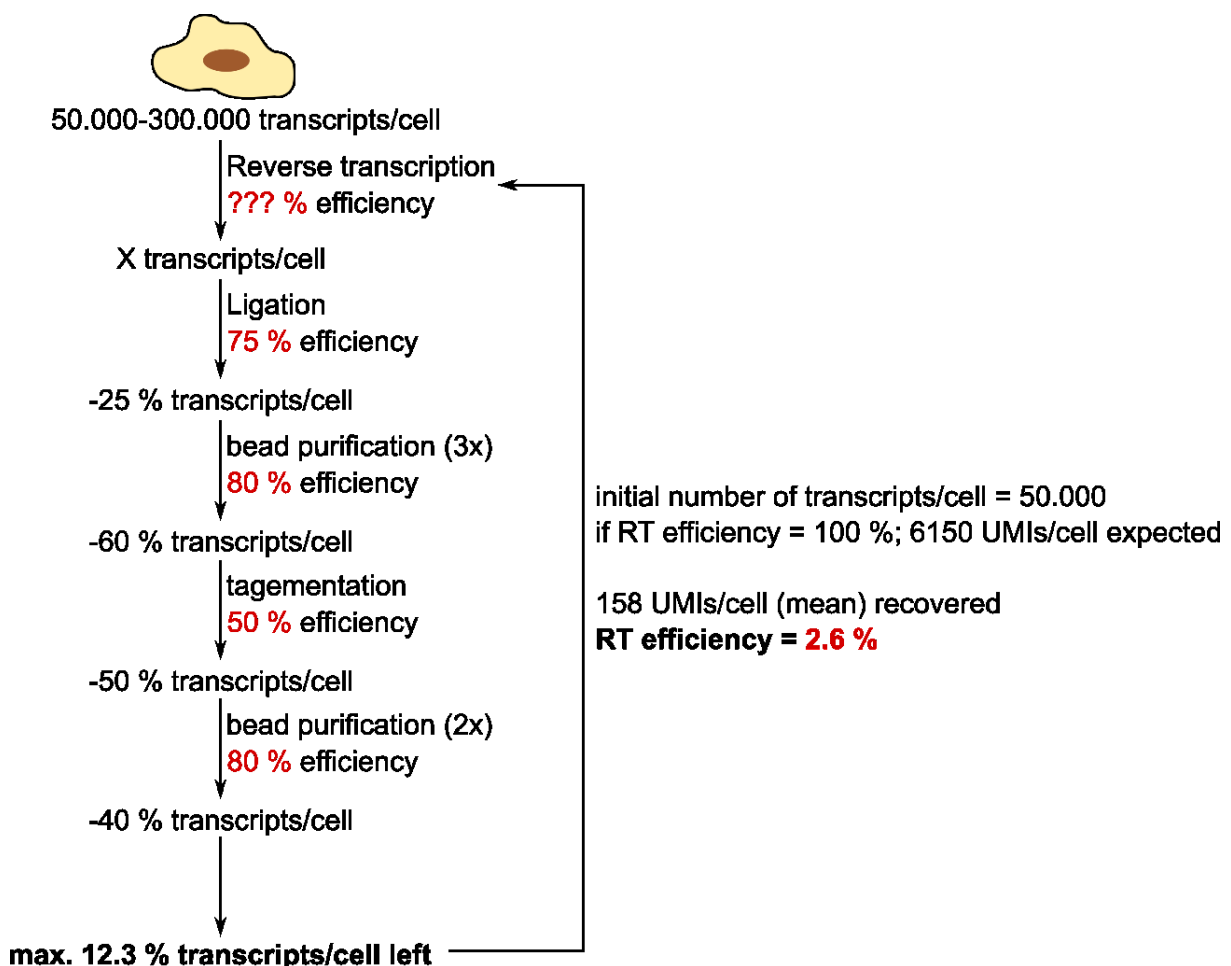 50.000-300.000 transcripts/cell
Reverse transcription
??? % efficiency
X transcripts/cell
Ligation
75 % efficiency
-25 % transcripts/cell
bead purification (3x)
80 % efficiency
-60 % transcripts/cell
tagementation
50 % efficiency
-50 % transcripts/cell
bead purification (2x)
80 % efficiency
-40 % transcripts/cell
max. 12.3 % transcripts/cell left
initial number of transcripts/cell = 50.000
if RT efficiency = 100 %; 6150 UMIs/cell expected
158 UMIs/cell (mean) recovered
RT efficiency = 2.6 %